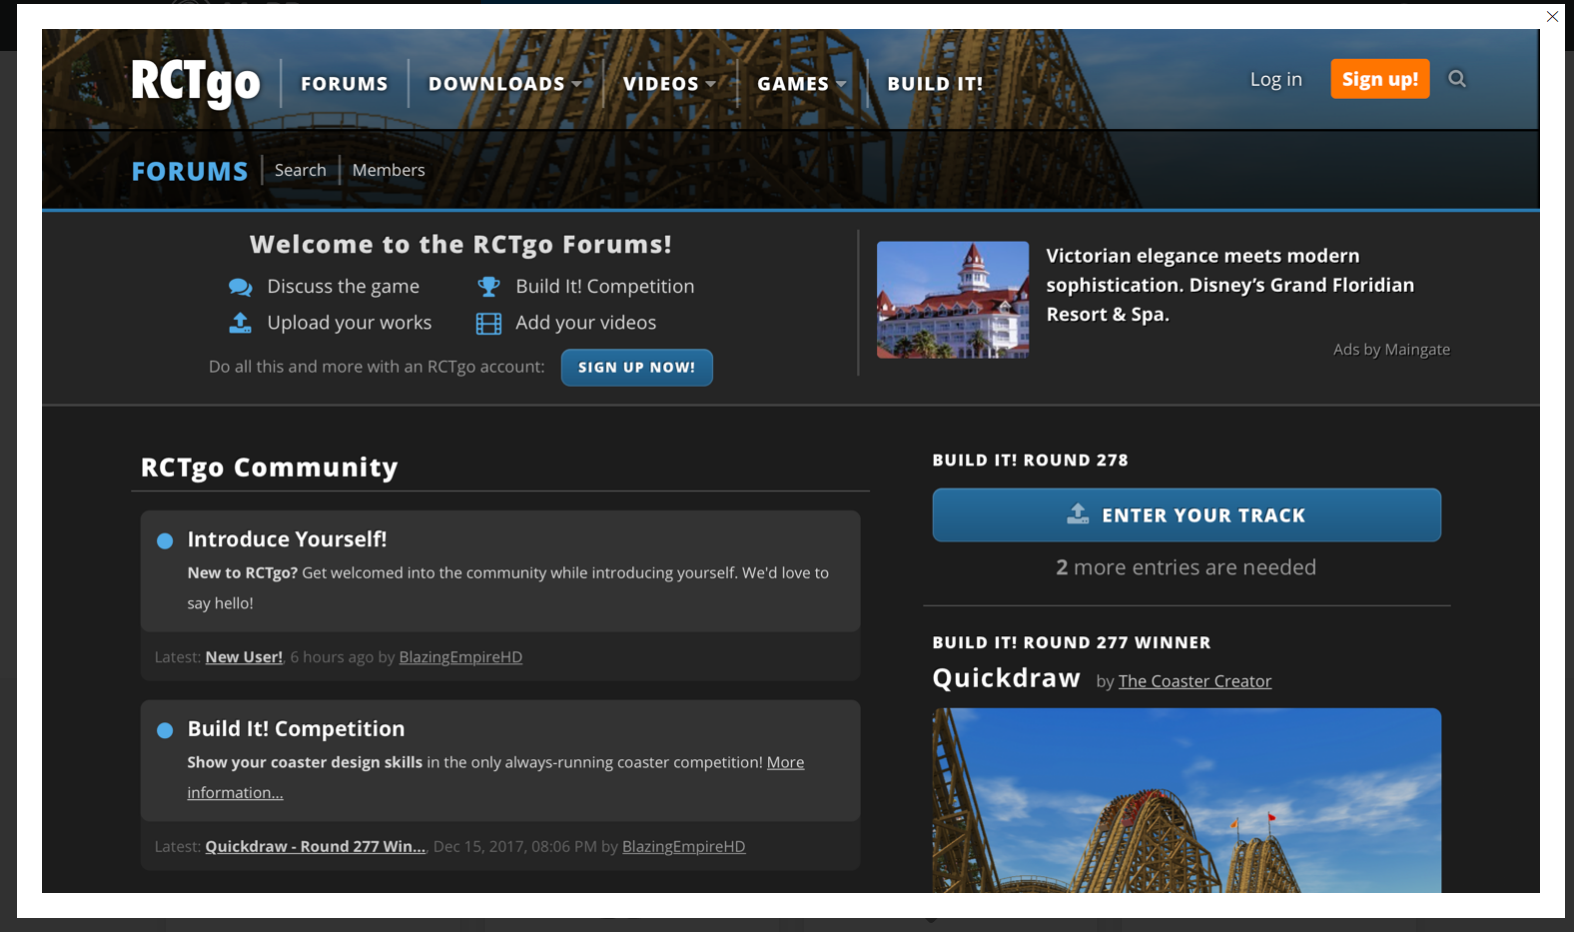 RCTgo
FORUMS
DOWNLOADS
VIDEOS
GAMES
BUILD IT!
Log in
Sign up!
FORUMS
Search
Members
Welcome to the RCTgo Forums!
Discuss the game
Build It! Competition
Upload your works
Add your videos
Do all this and more with an RCTgo account:
SIGN UP NOW!
Victorian elegance meets modern
sophistication. Disney’s Grand Floridian
Resort & Spa.
Ads by Maingate
RCTgo Community
Introduce Yourself!
New to RCTgo? Get welcomed into the community while introducing yourself. We'd love to
say hello!
Latest: New User!, 6 hours ago by BlazingEmpireHD
Build It! Competition
Show your coaster design skills in the only always-running coaster competition! More
information...
Latest: Quickdraw - Round 277 Win..., Dec 15, 2017, 08:06 PM by BlazingEmpireHD
BUILD IT! ROUND 278
ENTER YOUR TRACK
2 more entries are needed
BUILD IT! ROUND 277 WINNER
Quickdraw by The Coaster Creator